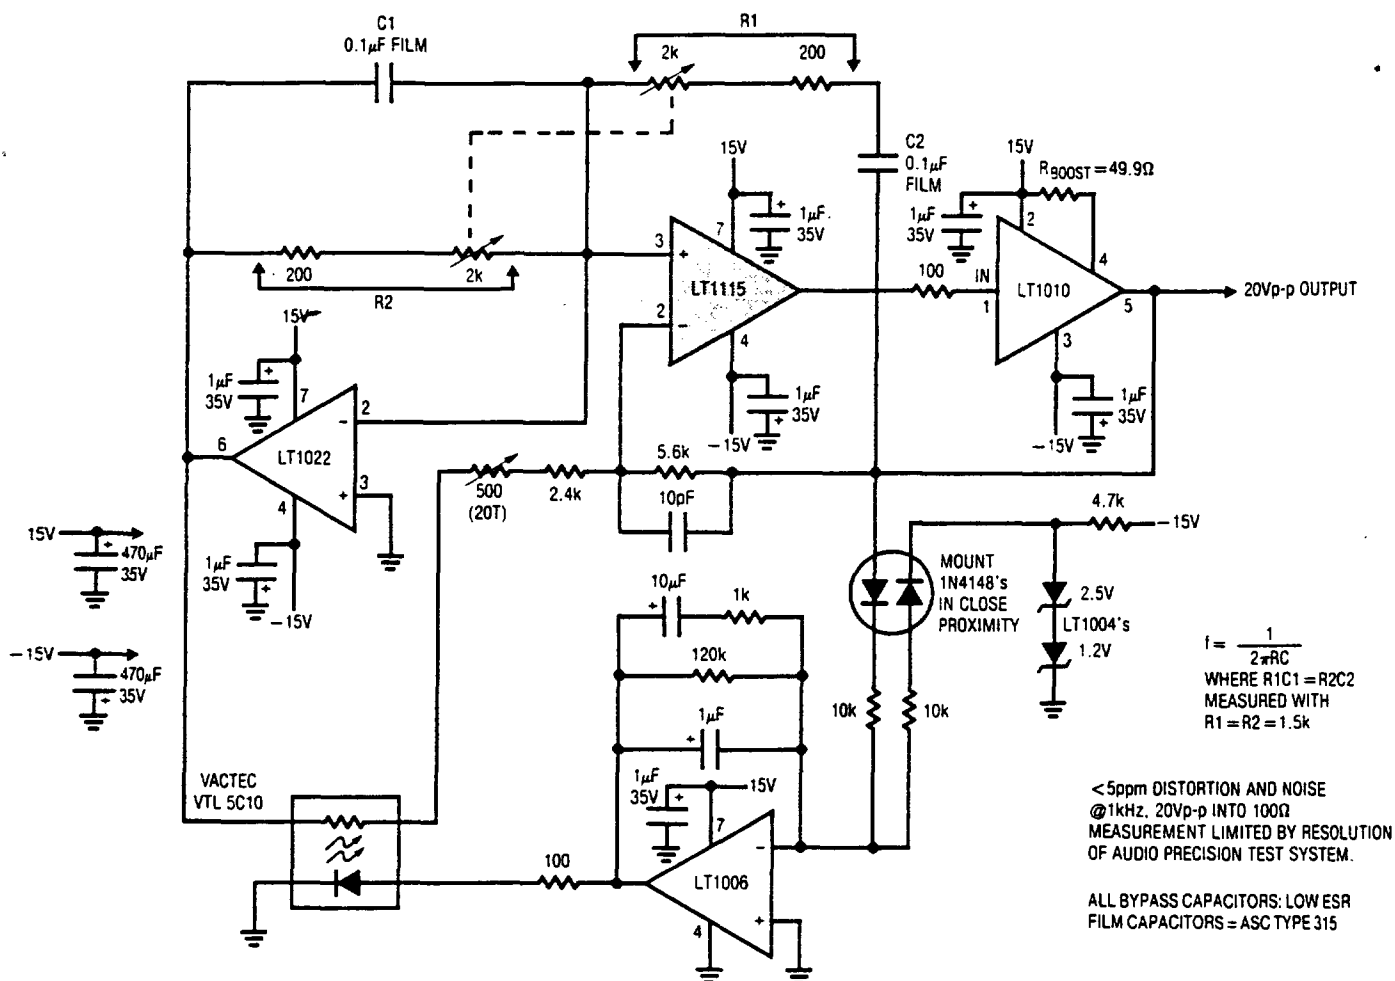 C1
0.1μF FILM
R1
2k
200
C2
0.1μF
FILM
15V
7
1μF
35V
3
+
LT1115
2
−
4
1μF
35V
−15V
15V
RBOOST = 49.9Ω
1μF
35V
2
4
100
IN
1
LT1010
5
3
20Vp-p OUTPUT
1μF
35V
−15V
200
2k
R2
15V
1μF
35V
7
2
−
6
LT1022
3
+
4
1μF
35V
−15V
500
(20T)
2.4k
5.6k
10pF
4.7k
−15V
MOUNT
1N4148's
IN CLOSE
PROXIMITY
2.5V
LT1004's
1.2V
15V
470μF
35V
−15V
470μF
35V
10μF
1k
120k
1μF
10k
10k
f = 1
2πRC
WHERE R1C1 = R2C2
MEASURED WITH
R1 = R2 = 1.5k
VACTEC
VTL 5C10
1μF
35V
15V
7
−
LT1006
+
4
100
<5ppm DISTORTION AND NOISE
@1kHz, 20Vp-p INTO 100Ω
MEASUREMENT LIMITED BY RESOLUTION
OF AUDIO PRECISION TEST SYSTEM.
ALL BYPASS CAPACITORS: LOW ESR
FILM CAPACITORS = ASC TYPE 315